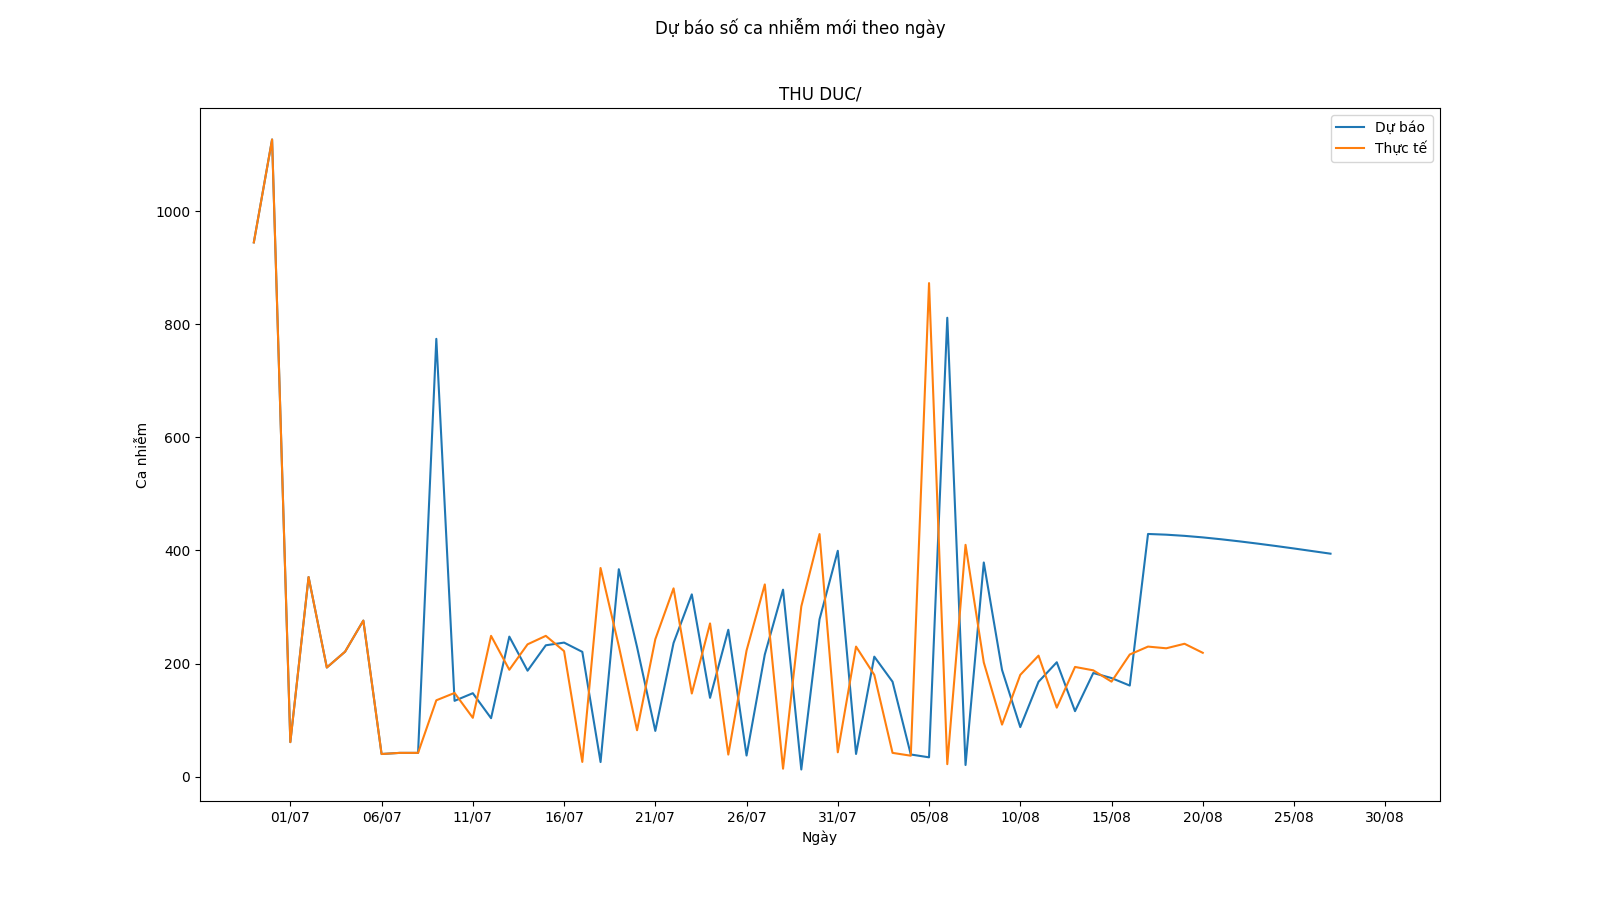 Dự báo số ca nhiễm mới theo ngày
THU DUC/
Dự báo
Thực tế
Ca nhiễm
1000
800
600
400
200
0
01/07 06/07 11/07 16/07 21/07 26/07 31/07 05/08 10/08 15/08 20/08 25/08 30/08
Ngày